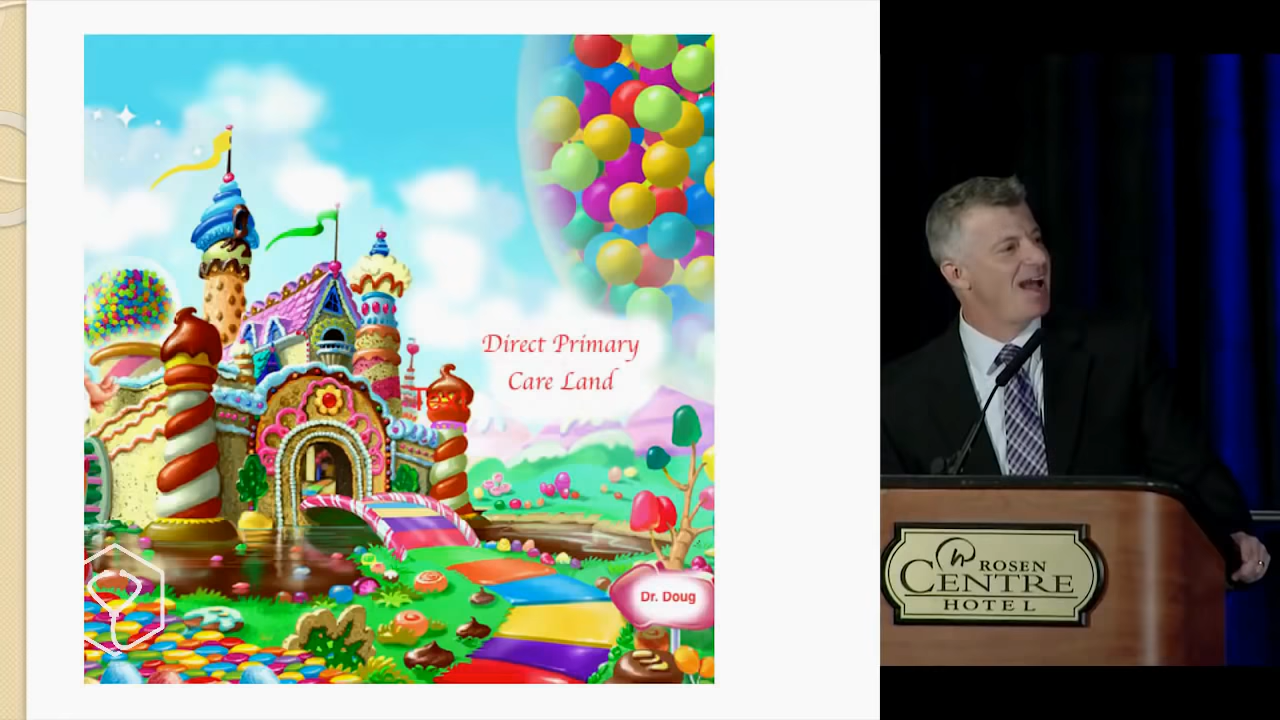 Direct Primary
Care Land
Dr. Doug
ROSEN
CENTRE
HOTEL